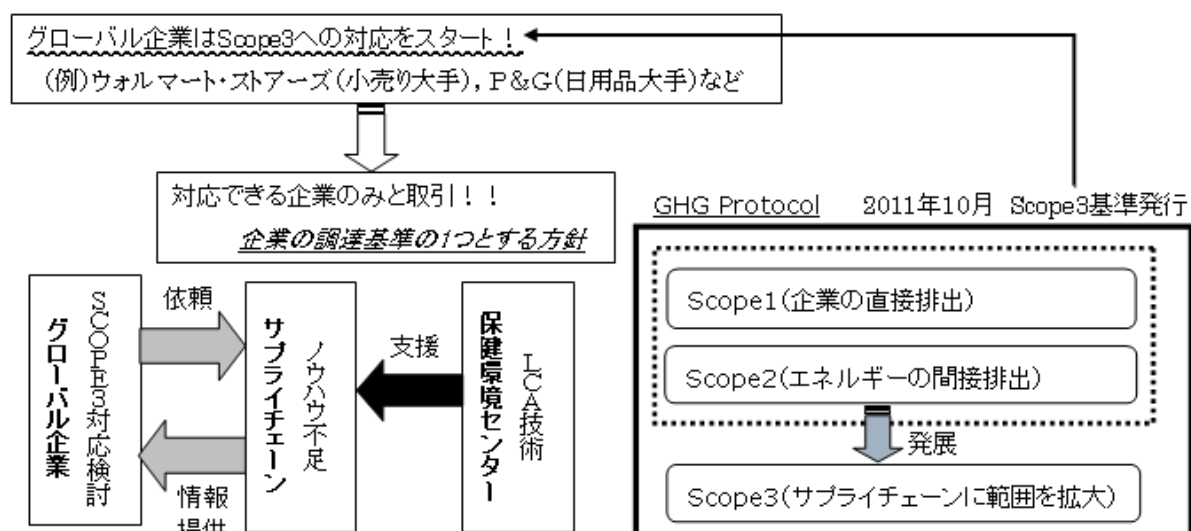 グローバル企業はScope3への対応をスタート！
(例)ウォルマート・ストアーズ(小売り大手)，P＆G(日用品大手)など
対応できる企業のみと取引！！
企業の調達基準の1つとする方針
GHG Protocol　2011年10月 Scope3基準発行
Scope1(企業の直接排出)
Scope2(エネルギーの間接排出)
発展
Scope3(サプライチェーンに範囲を拡大)
SCOPE3対応検討
グローバル企業
依頼
情報
提供
ノウハウ不足
サプライチェーン
支援
LCA技術
保健環境センター